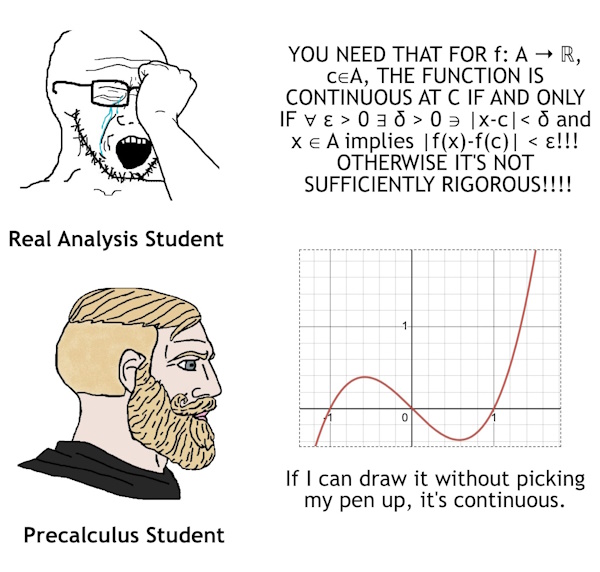 YOU NEED THAT FOR f: A → ℝ,
c∈A, THE FUNCTION IS
CONTINUOUS AT C IF AND ONLY
IF ∀ ε > 0 ∃ δ > 0 ∋ |x-c|< δ and
x ∈ A implies |f(x)-f(c)| < ε!!!
OTHERWISE IT'S NOT
SUFFICIENTLY RIGOROUS!!!!
Real Analysis Student
1
-1
0
1
If I can draw it without picking
my pen up, it's continuous.
Precalculus Student